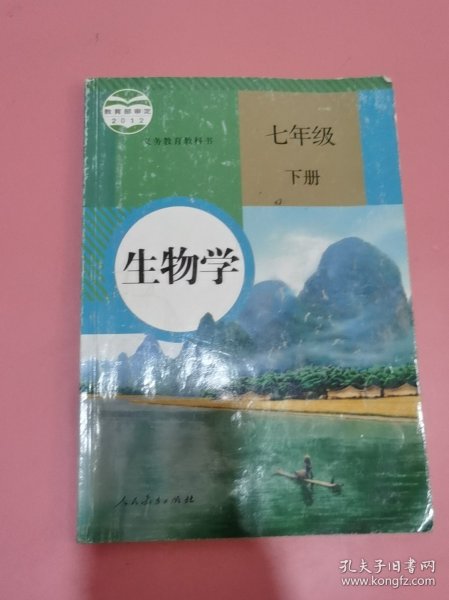 教育部审定
2012
义务教育教科书
七年级
下册
生物学
人民教育出版社
孔夫子旧书网
www.kongfz.com